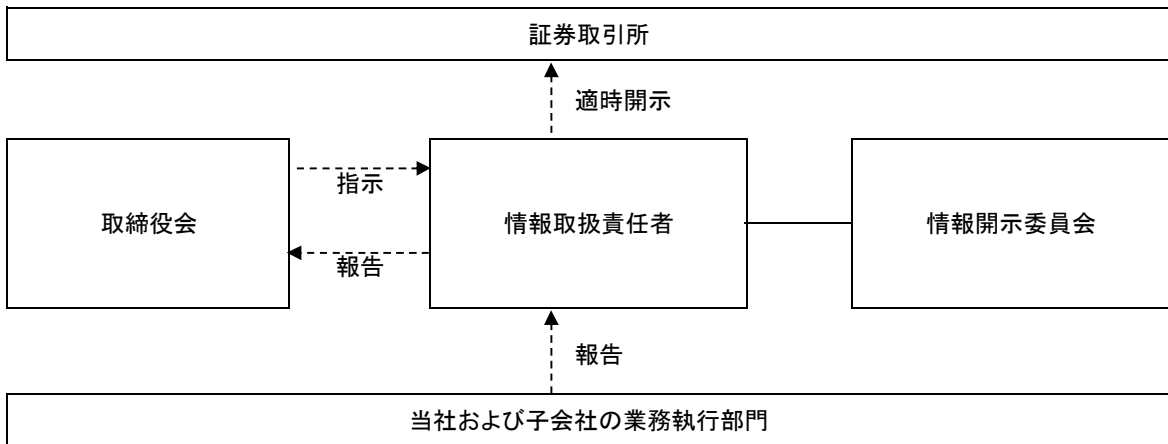 証券取引所
適時開示
指示
取締役会
情報取扱責任者
情報開示委員会
報告
報告
当社および子会社の業務執行部門